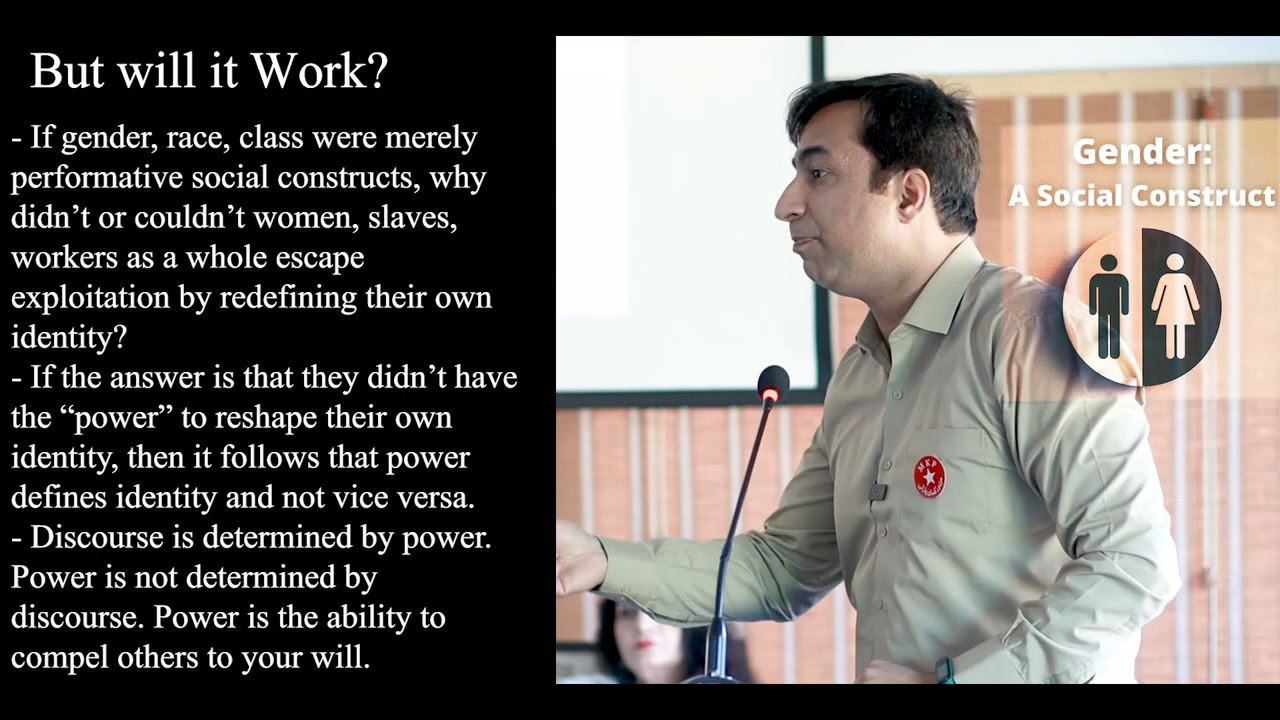 But will it Work?
- If gender, race, class were merely
performative social constructs, why
didn’t or couldn’t women, slaves,
workers as a whole escape
exploitation by redefining their own
identity?
- If the answer is that they didn’t have
the “power” to reshape their own
identity, then it follows that power
defines identity and not vice versa.
- Discourse is determined by power.
Power is not determined by
discourse. Power is the ability to
compel others to your will.
Gender:
A Social Construct
MKP